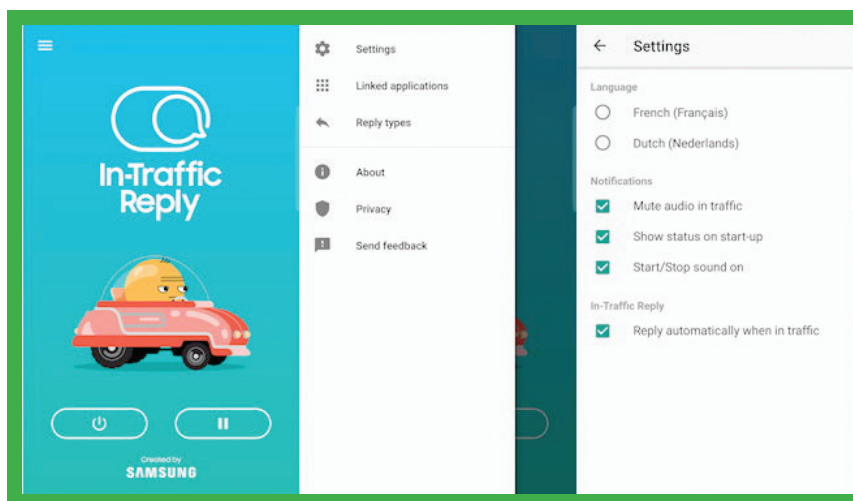 In-Traffic
Reply
Created by
SAMSUNG
Settings
Linked applications
Reply types
About
Privacy
Send feedback
Settings
Language
French (Français)
Dutch (Nederlands)
Notifications
Mute audio in traffic
Show status on start-up
Start/Stop sound on
In-Traffic Reply
Reply automatically when in traffic